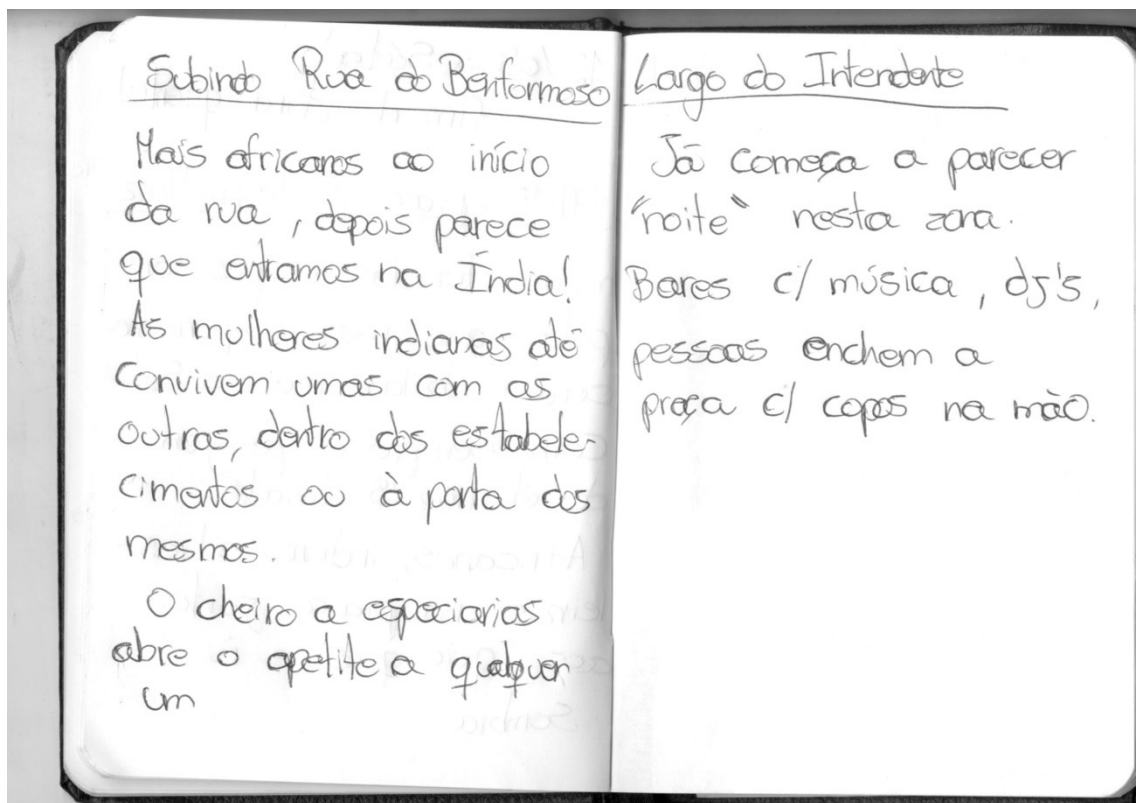 Subindo Rua do Benformoso
Mais africanos ao início
da rua, depois parece
que entramos na Índia!
As mulheres indianas até
convivem umas com as
outras, dentro dos estabele-
cimentos ou à porta dos
mesmos.
O cheiro a especiarias
abre o apetite a qualquer
um
Largo do Intendente
Já começa a parecer
"noite" nesta zona.
Bares c/ música, dj's,
pessoas enchem a
praça c/ copos na mão.